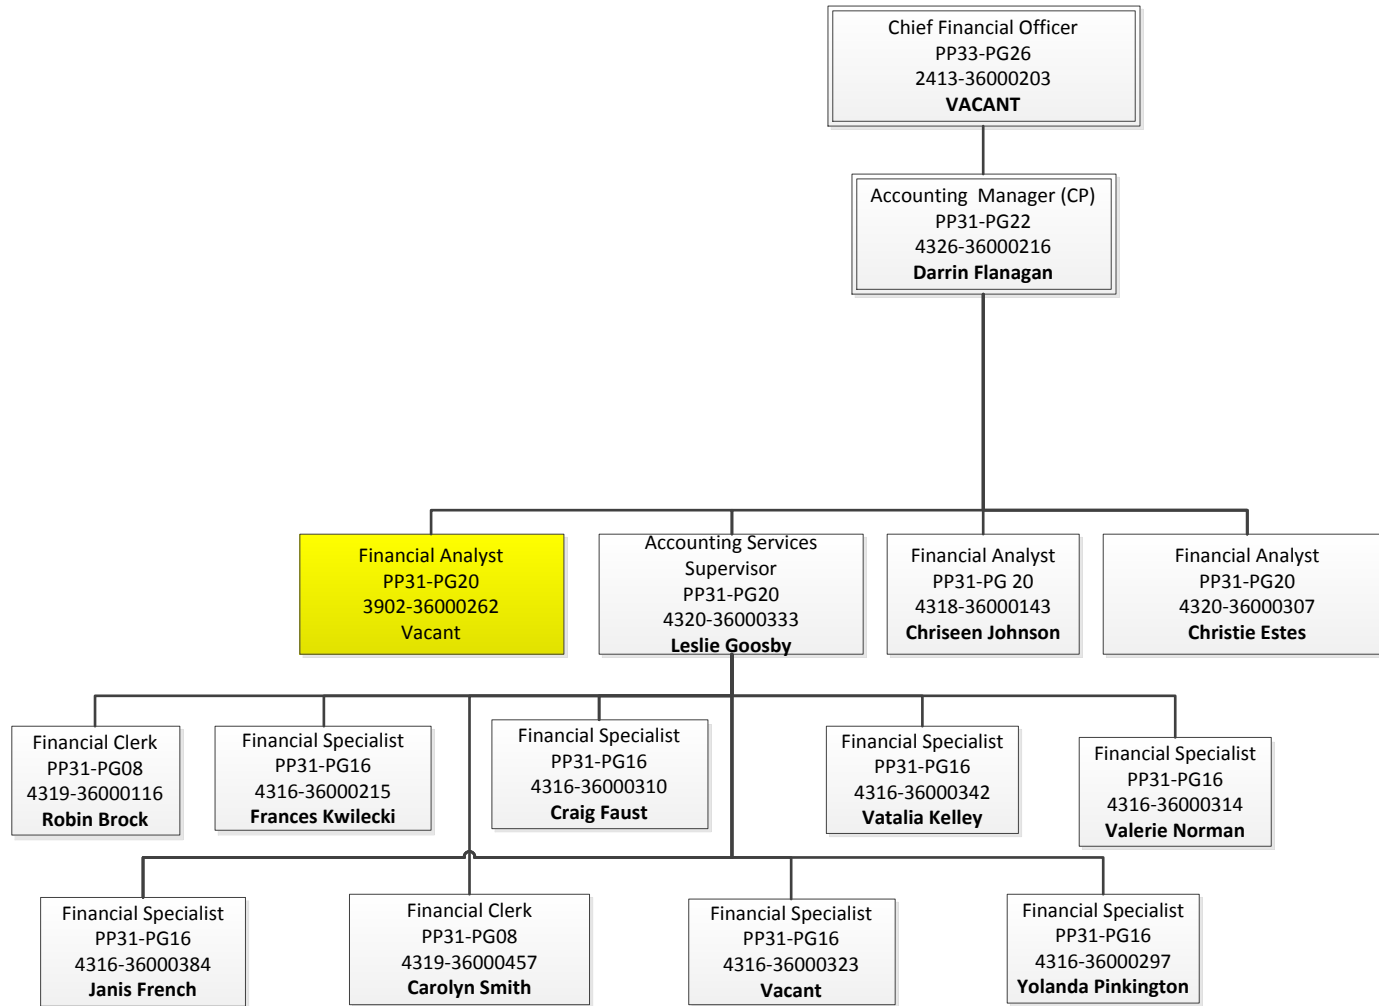 Chief Financial Officer
PP33-PG26
2413-36000203
VACANT
Accounting  Manager (CP)
PP31-PG22
4326-36000216
Darrin Flanagan
Financial Analyst
PP31-PG20
3902-36000262
Vacant
Accounting Services
Supervisor
PP31-PG20
4320-36000333
Leslie Goosby
Financial Analyst
PP31-PG 20
4318-36000143
Chriseen Johnson
Financial Analyst
PP31-PG20
4320-36000307
Christie Estes
Financial Clerk
PP31-PG08
4319-36000116
Robin Brock
Financial Specialist
PP31-PG16
4316-36000215
Frances Kwilecki
Financial Specialist
PP31-PG16
4316-36000310
Craig Faust
Financial Specialist
PP31-PG16
4316-36000342
Vatalia Kelley
Financial Specialist
PP31-PG16
4316-36000314
Valerie Norman
Financial Specialist
PP31-PG16
4316-36000384
Janis French
Financial Clerk
PP31-PG08
4319-36000457
Carolyn Smith
Financial Specialist
PP31-PG16
4316-36000323
Vacant
Financial Specialist
PP31-PG16
4316-36000297
Yolanda Pinkington